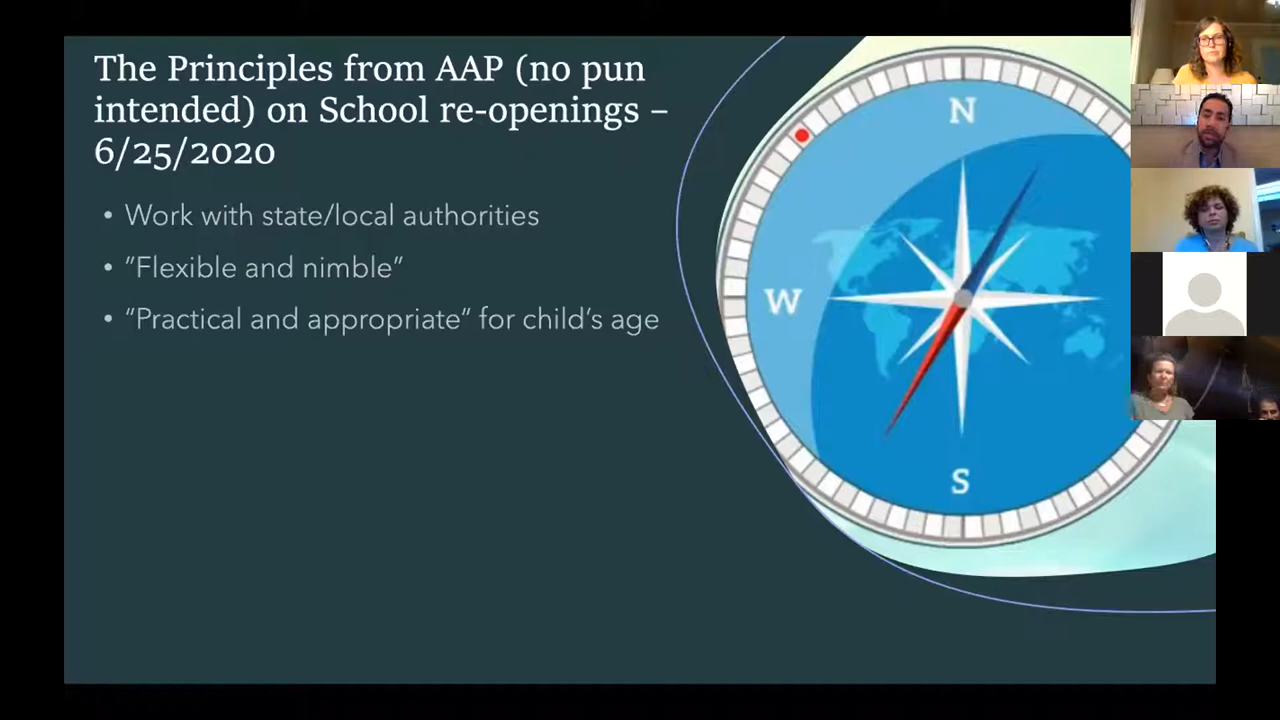 The Principles from AAP (no pun
intended) on School re-openings –
6/25/2020
• Work with state/local authorities
• ”Flexible and nimble”
• “Practical and appropriate” for child’s age
N
W
S